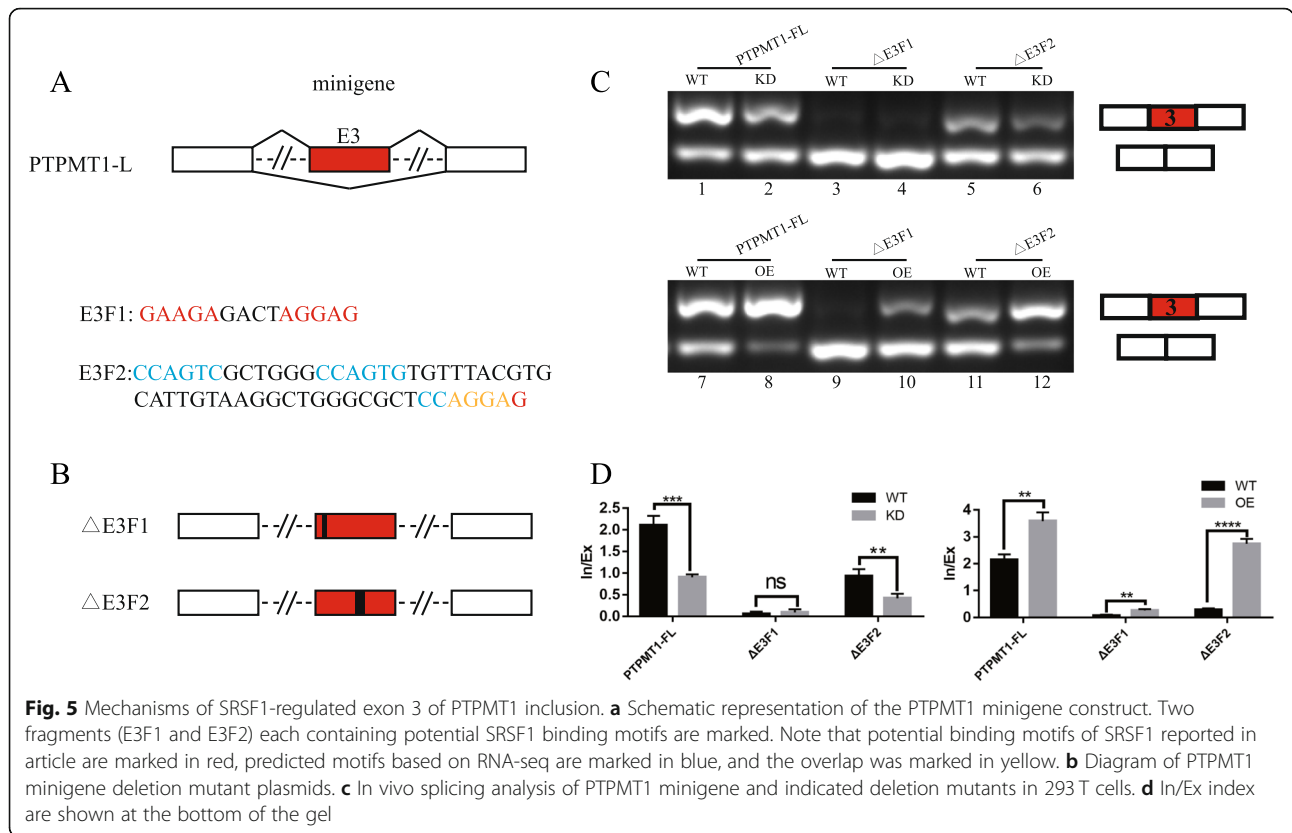 A
minigene
E3
PTPMT1-L
E3F1: GAAGAGACTAGGAG
E3F2:CCAGTCGCTGGGCCAGTGTGTTTACGTG
CATTGTAAGGCTGGGCGCTCCAGGAG
B
△E3F1
△E3F2
C
PTPMT1-FL △E3F1 △E3F2
WT KD WT KD WT KD
3
1 2 3 4 5 6
PTPMT1-FL △E3F1 △E3F2
WT OE WT OE WT OE
3
7 8 9 10 11 12
D
In/Ex
2.5
2.0
1.5
1.0
0.5
0.0
***
ns
**
WT
KD
PTPMT1-FL
ΔE3F1
ΔE3F2
In/Ex
4
3
2
1
0
**
**
****
WT
OE
PTPMT1-FL
ΔE3F1
ΔE3F2
Fig. 5 Mechanisms of SRSF1-regulated exon 3 of PTPMT1 inclusion. a Schematic representation of the PTPMT1 minigene construct. Two
fragments (E3F1 and E3F2) each containing potential SRSF1 binding motifs are marked. Note that potential binding motifs of SRSF1 reported in
article are marked in red, predicted motifs based on RNA-seq are marked in blue, and the overlap was marked in yellow. b Diagram of PTPMT1
minigene deletion mutant plasmids. c In vivo splicing analysis of PTPMT1 minigene and indicated deletion mutants in 293 T cells. d In/Ex index
are shown at the bottom of the gel